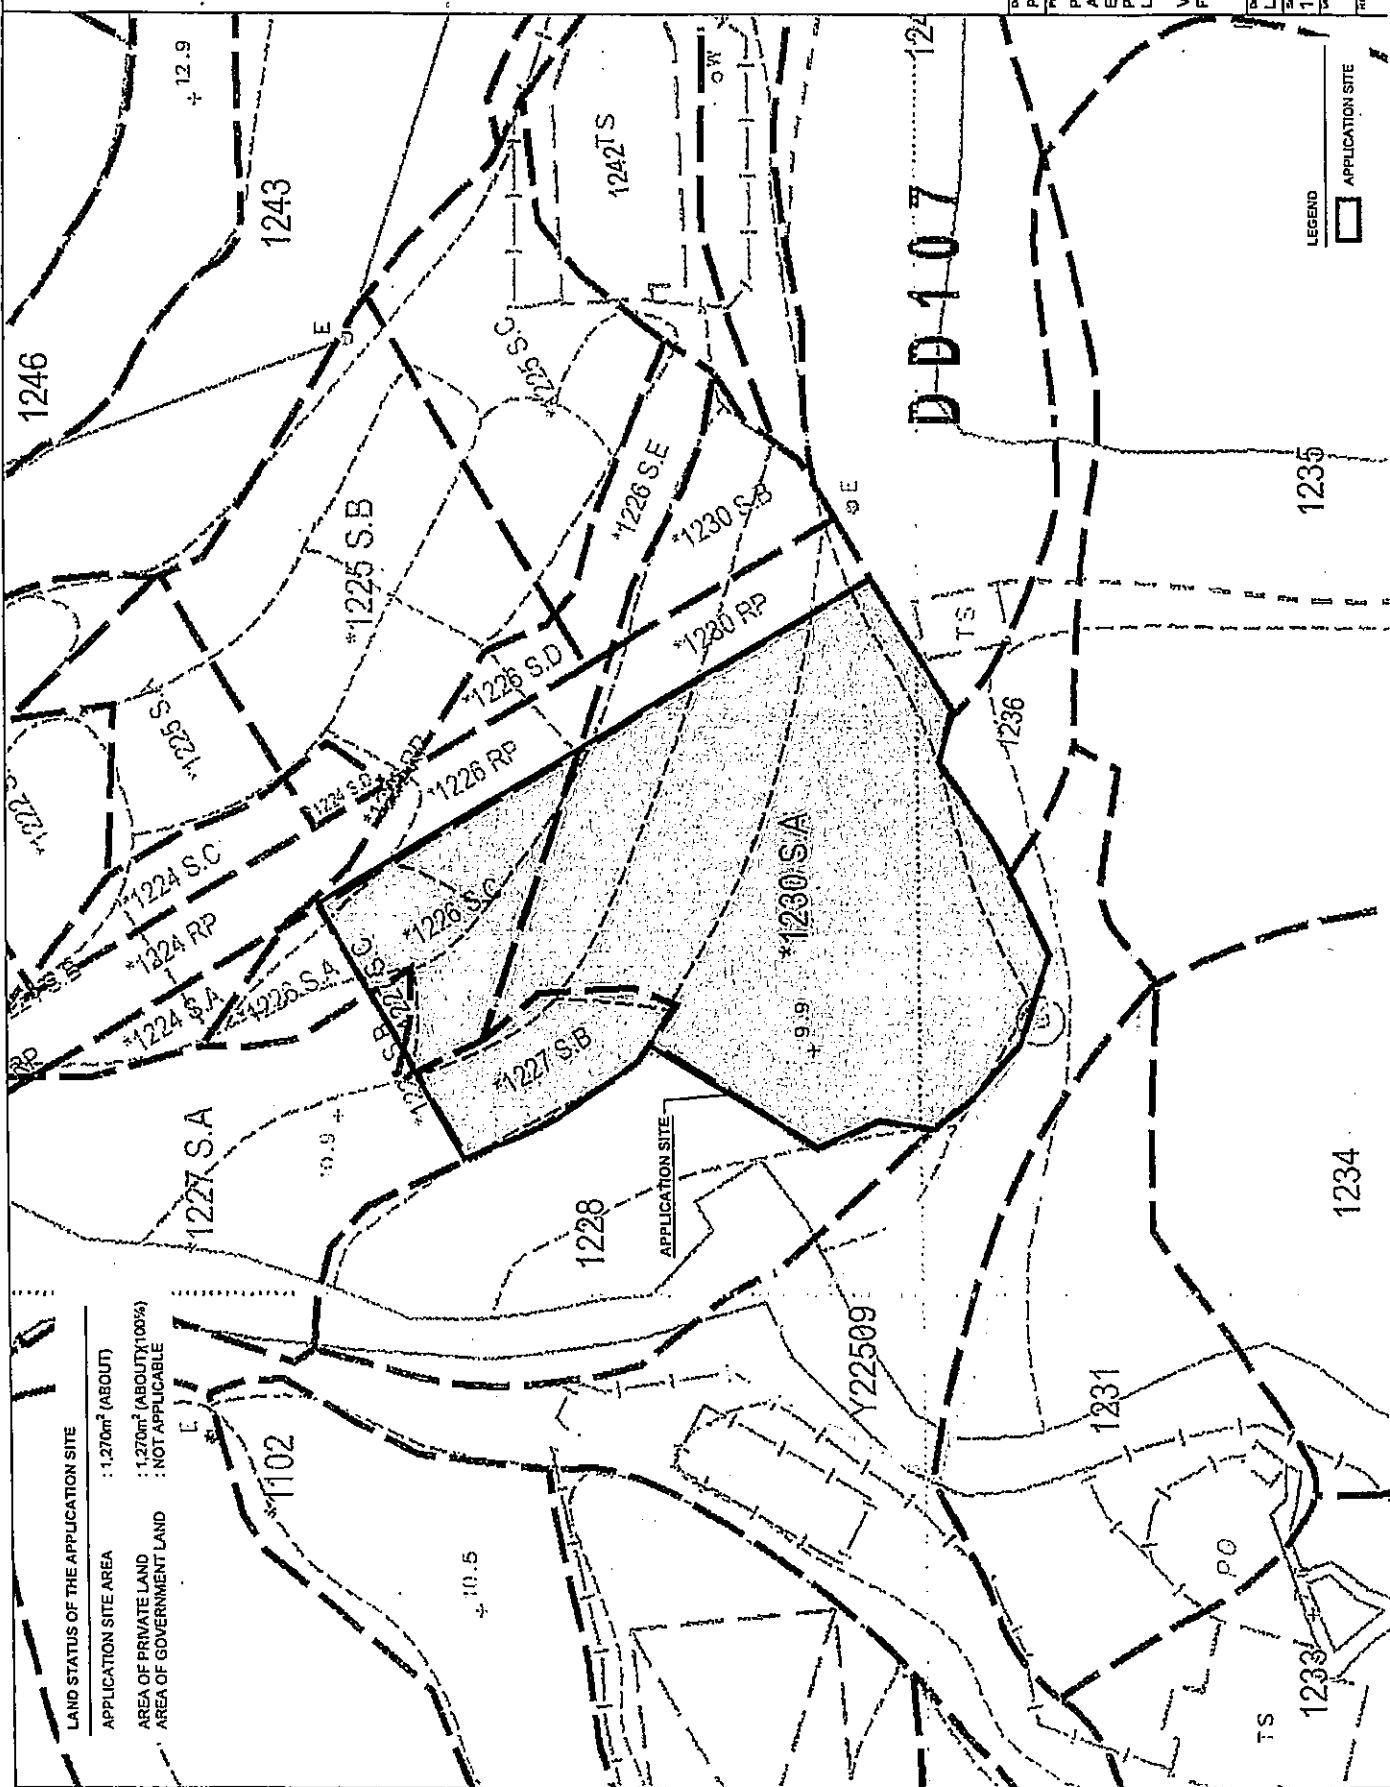 LAND STATUS OF THE APPLICATION SITE
APPLICATION SITE AREA : 1,270m² (ABOUT)
AREA OF PRIVATE LAND : 1,270m² (ABOUT)(100%)
AREA OF GOVERNMENT LAND : NOT APPLICABLE
1246
1243
12.9
E
*1225 S.B
*1225 S.C
1242
TS
*1226 S.E
*1230 S.B
E
W
*1224 S.C
*1224 RP
*1224 S.A
*1226 S.A
*1226 S.D
*1226 RP
*1230 RP
*1226 S.C
*1227 S.B
*1230 S.A
9.9
*1227 S.A
1228
APPLICATION SITE
1236
TS
DD107
1235
1234
Y22509
1231
*1102
E
10.5
PO
TS
1233
LEGEND
APPLICATION SITE